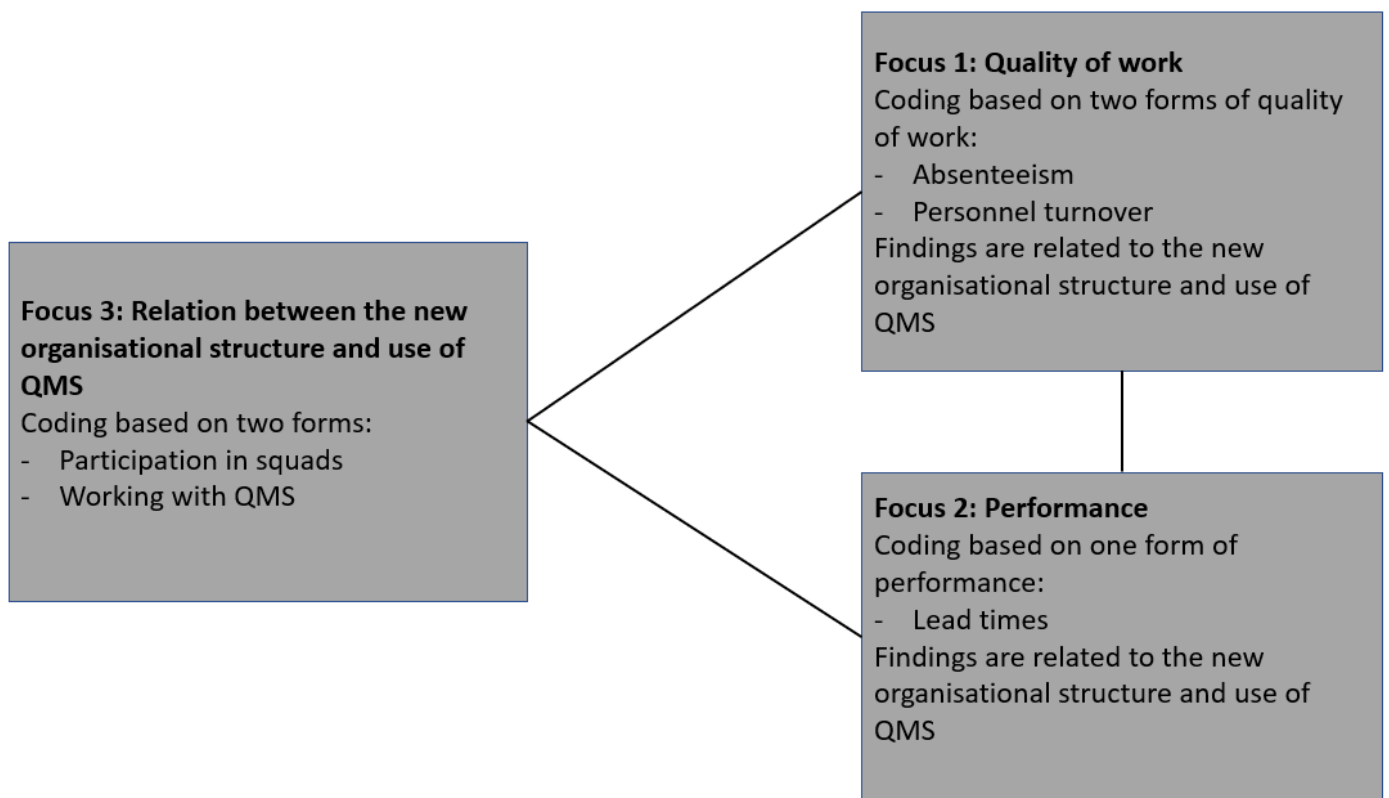 Focus 1: Quality of work
Coding based on two forms of quality
of work:
- Absenteeism
- Personnel turnover
Findings are related to the new
organisational structure and use of
QMS
Focus 3: Relation between the new
organisational structure and use of
QMS
Coding based on two forms:
- Participation in squads
- Working with QMS
Focus 2: Performance
Coding based on one form of
performance:
- Lead times
Findings are related to the new
organisational structure and use of
QMS